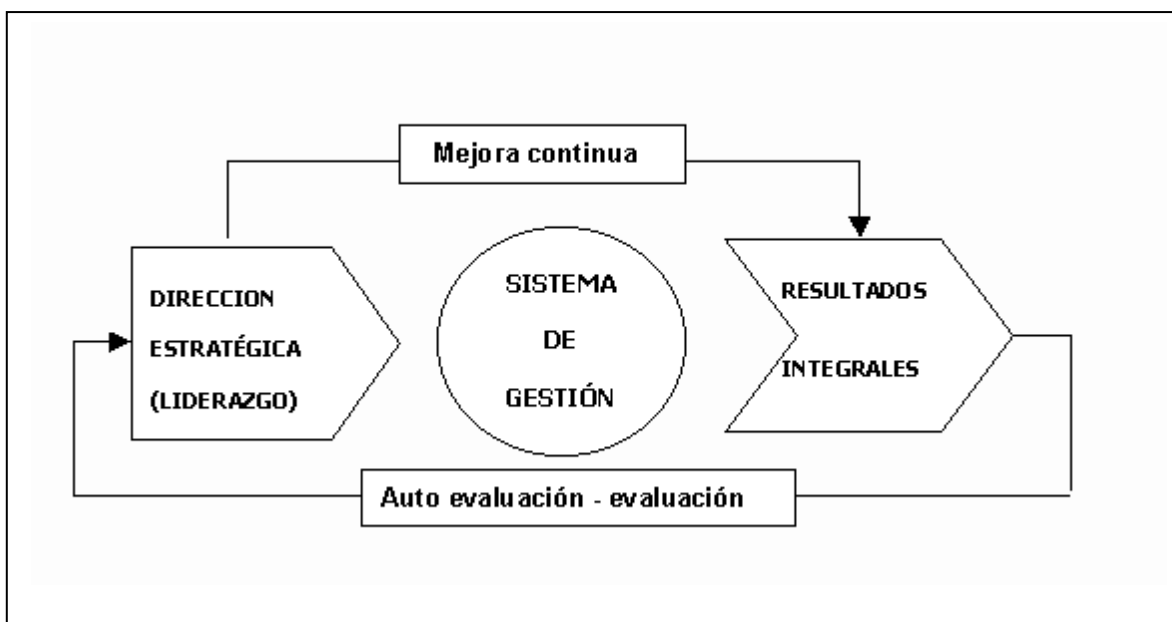 Mejora continua
DIRECCION
ESTRATÉGICA
(LIDERAZGO)
SISTEMA
DE
GESTIÓN
RESULTADOS
INTEGRALES
Auto evaluación - evaluación